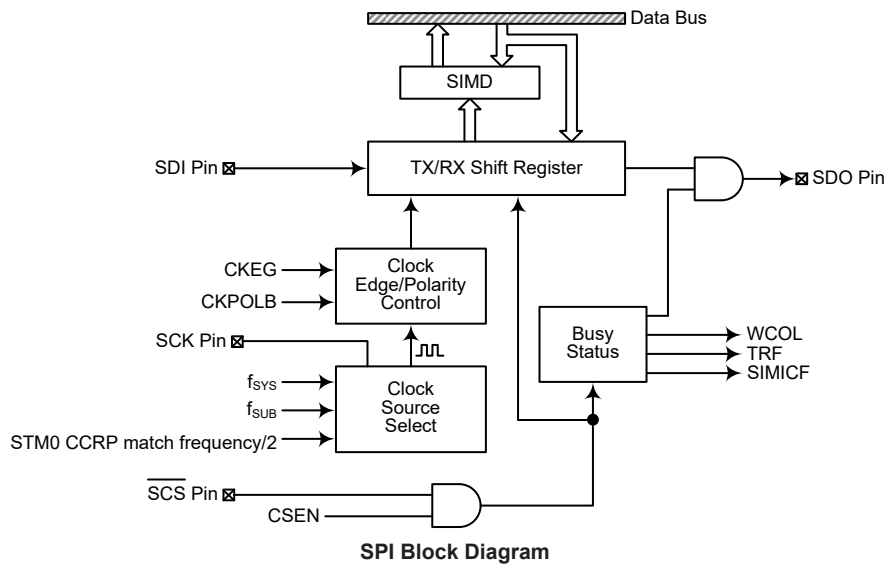 Data Bus
SIMD
SDI Pin
TX/RX Shift Register
SDO Pin
CKEG
CKPOLB
Clock
Edge/Polarity
Control
SCK Pin
Busy
Status
WCOL
TRF
SIMICF
fSYS
fSUB
STM0 CCRP match frequency/2
Clock
Source
Select
SCS Pin
CSEN
SPI Block Diagram